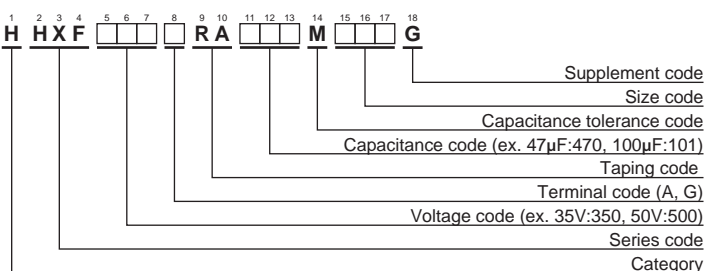 1 2 3 4 5 6 7 8 9 10 11 12 13 14 15 16 17 18
H H X F R A M G
Supplement code
Size code
Capacitance tolerance code
Capacitance code (ex. 47µF:470, 100µF:101)
Taping code
Terminal code (A, G)
Voltage code (ex. 35V:350, 50V:500)
Series code
Category